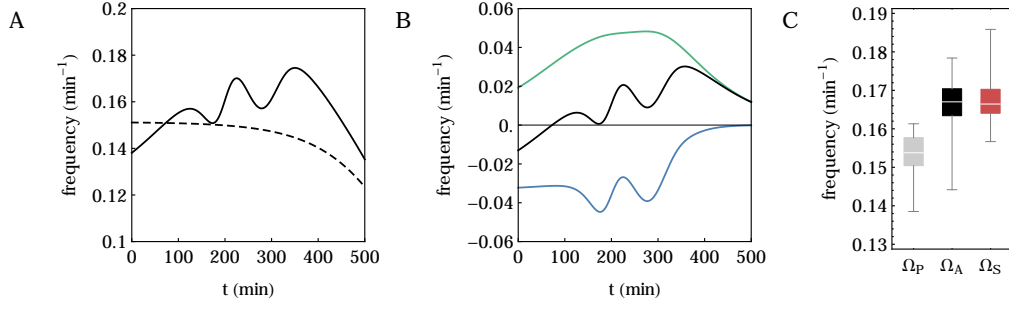 A
frequency (min⁻¹)
0.2
0.18
0.16
0.14
0.12
0.1
0 100 200 300 400 500
t (min)
B
frequency (min⁻¹)
0.06
0.04
0.02
0.
−0.02
−0.04
−0.06
0 100 200 300 400 500
t (min)
C
frequency (min⁻¹)
0.19
0.18
0.17
0.16
0.15
0.14
0.13
Ω_P Ω_A Ω_S